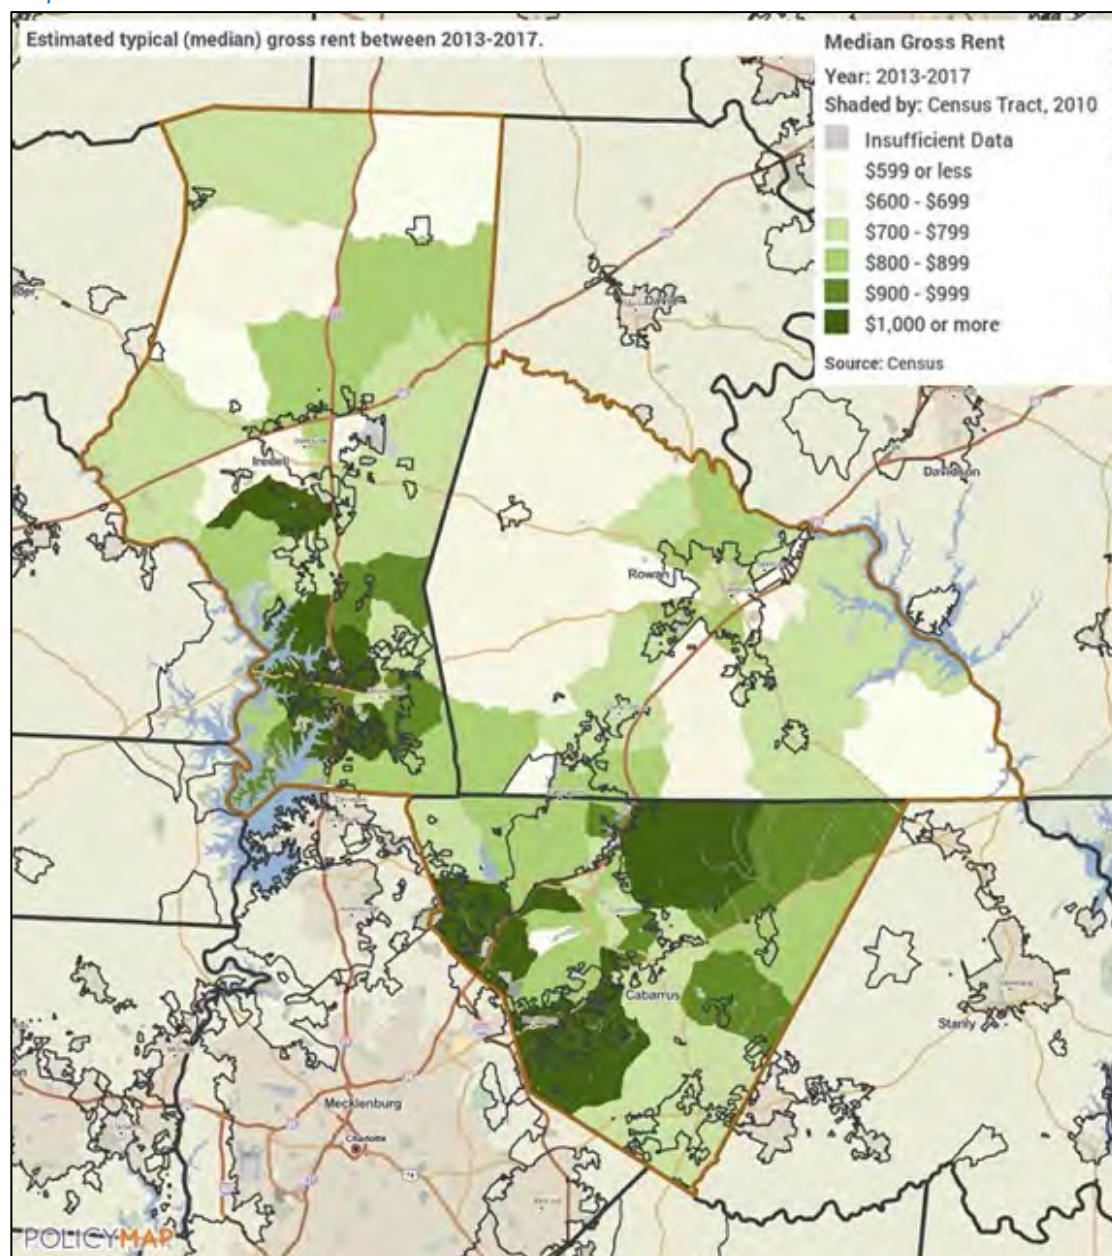 Estimated typical (median) gross rent between 2013-2017.
Median Gross Rent
Year: 2013-2017
Shaded by: Census Tract, 2010
Insufficient Data
$599 or less
$600 - $699
$700 - $799
$800 - $899
$900 - $999
$1,000 or more
Source: Census
Iredell
Davidson
Rowan
Cabarrus
Stanly
Mecklenburg
Charlotte
POLICYMAP